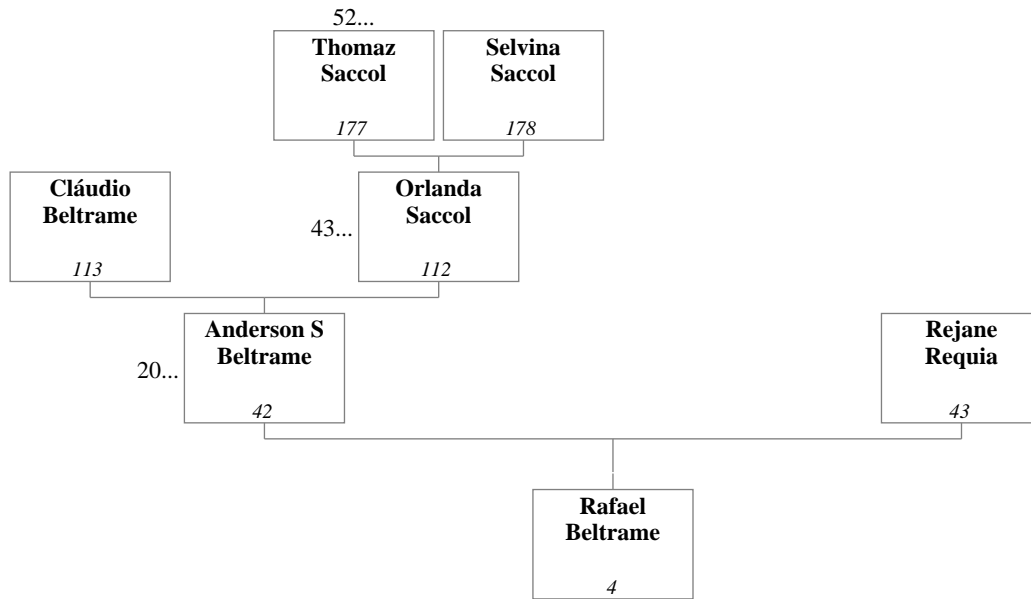 52...
Thomaz
Saccol
177
Selvina
Saccol
178
Cláudio
Beltrame
113
43...
Orlanda
Saccol
112
20...
Anderson S
Beltrame
42
Rejane
Requia
43
Rafael
Beltrame
4